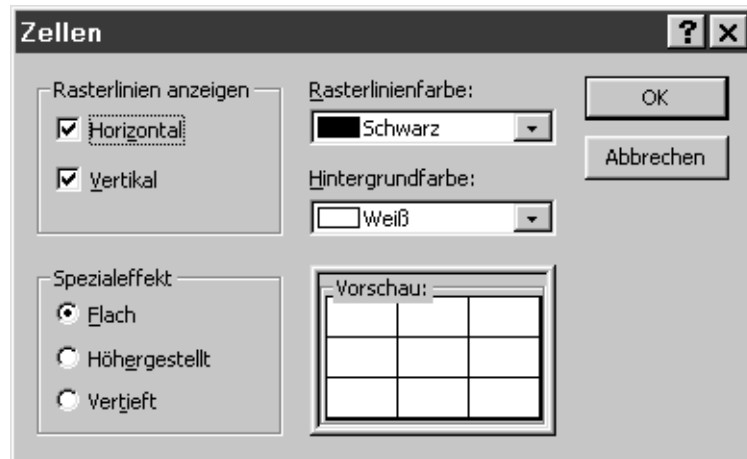 Zellen
Rasterlinien anzeigen
Horizontal
Vertikal
Rasterlinienfarbe:
Schwarz
Hintergrundfarbe:
Weiß
OK
Abbrechen
Spezialeffekt
Flach
Höhergestellt
Vertieft
Vorschau: